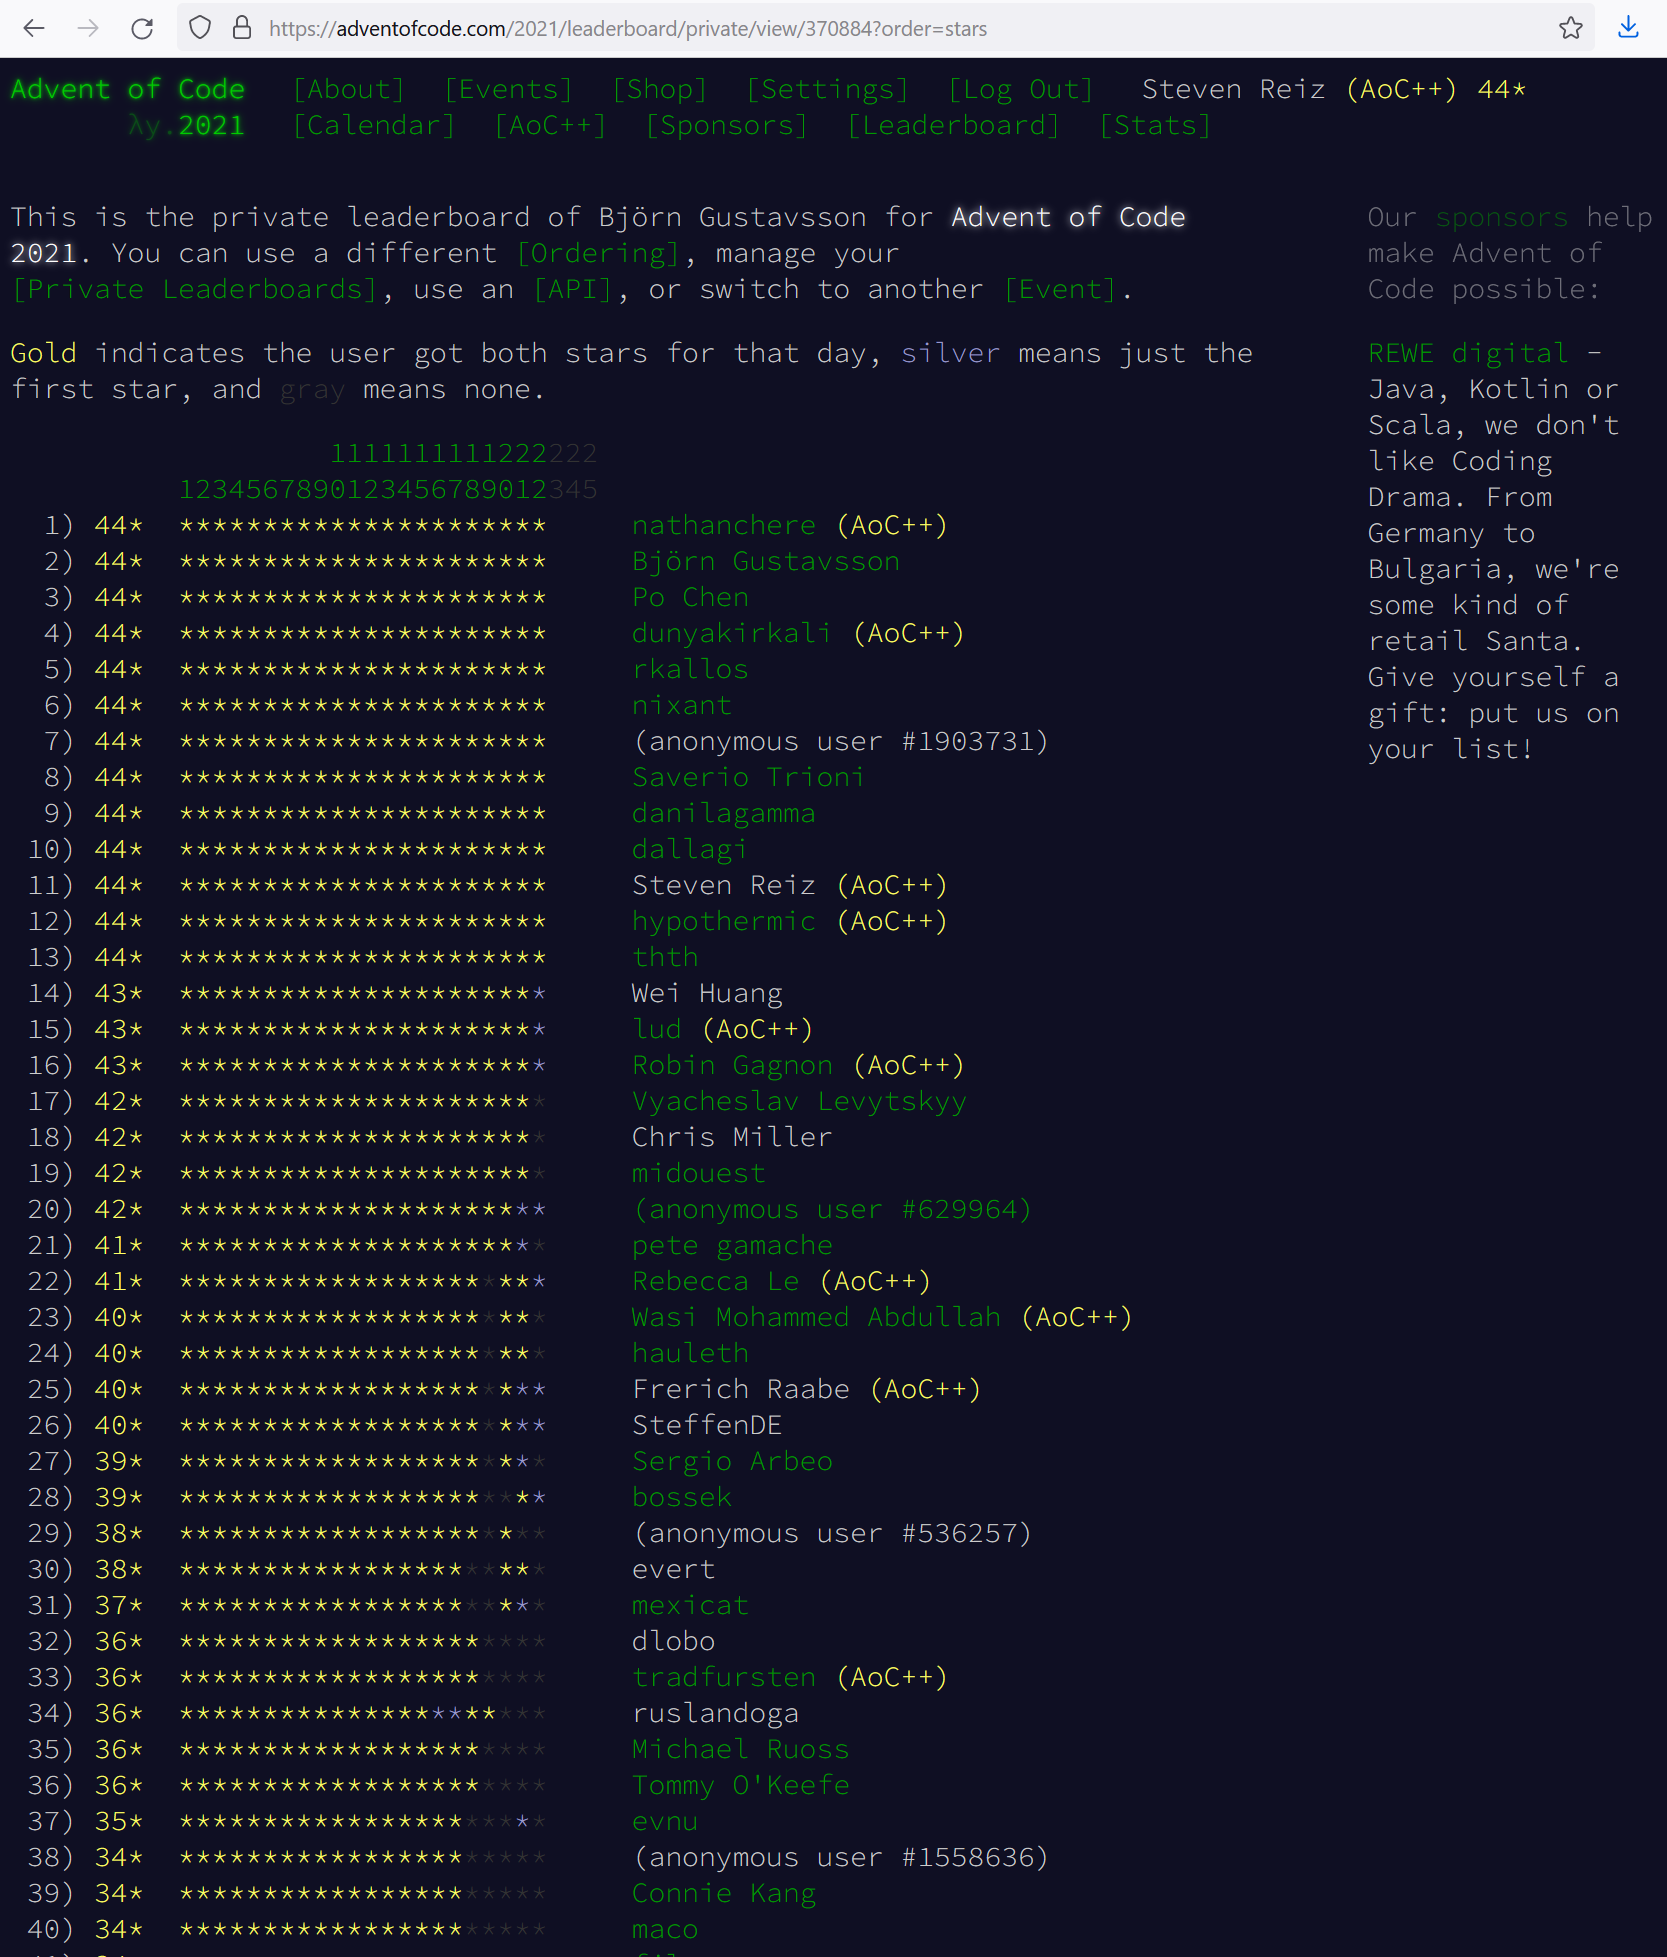 https://adventofcode.com/2021/leaderboard/private/view/370884?order=stars
Advent of Code [About] [Events] [Shop] [Settings] [Log Out] Steven Reiz (AoC++) 44*
λy.2021 [Calendar] [AoC++] [Sponsors] [Leaderboard] [Stats]
This is the private leaderboard of Björn Gustavsson for Advent of Code
2021. You can use a different [Ordering], manage your
[Private Leaderboards], use an [API], or switch to another [Event].
Gold indicates the user got both stars for that day, silver means just the
first star, and gray means none.
1111111111222222
1234567890123456789012345
1) 44* ********************** nathanchere (AoC++)
2) 44* ********************** Björn Gustavsson
3) 44* ********************** Po Chen
4) 44* ********************** dunyakirkali (AoC++)
5) 44* ********************** rkallos
6) 44* ********************** nixant
7) 44* ********************** (anonymous user #1903731)
8) 44* ********************** Saverio Trioni
9) 44* ********************** danilagamma
10) 44* ********************** dallagi
11) 44* ********************** Steven Reiz (AoC++)
12) 44* ********************** hypothermic (AoC++)
13) 44* ********************** thth
14) 43* ********************** Wei Huang
15) 43* ********************** lud (AoC++)
16) 43* ********************** Robin Gagnon (AoC++)
17) 42* ********************** Vyacheslav Levytskyy
18) 42* ********************** Chris Miller
19) 42* ********************** midouest
20) 42* ********************** (anonymous user #629964)
21) 41* ********************** pete gamache
22) 41* ********************** Rebecca Le (AoC++)
23) 40* ********************** Wasi Mohammed Abdullah (AoC++)
24) 40* ********************** hauleth
25) 40* ********************** Frerich Raabe (AoC++)
26) 40* ********************** SteffenDE
27) 39* ********************** Sergio Arbeo
28) 39* ********************** bossek
29) 38* ********************** (anonymous user #536257)
30) 38* ********************** evert
31) 37* ********************** mexicat
32) 36* ********************** dlobo
33) 36* ********************** tradfursten (AoC++)
34) 36* ********************** ruslandoga
35) 36* ********************** Michael Ruoss
36) 36* ********************** Tommy O'Keefe
37) 35* ********************** evnu
38) 34* ********************** (anonymous user #1558636)
39) 34* ********************** Connie Kang
40) 34* ********************** maco
Our sponsors help
make Advent of
Code possible:
REWE digital -
Java, Kotlin or
Scala, we don't
like Coding
Drama. From
Germany to
Bulgaria, we're
some kind of
retail Santa.
Give yourself a
gift: put us on
your list!